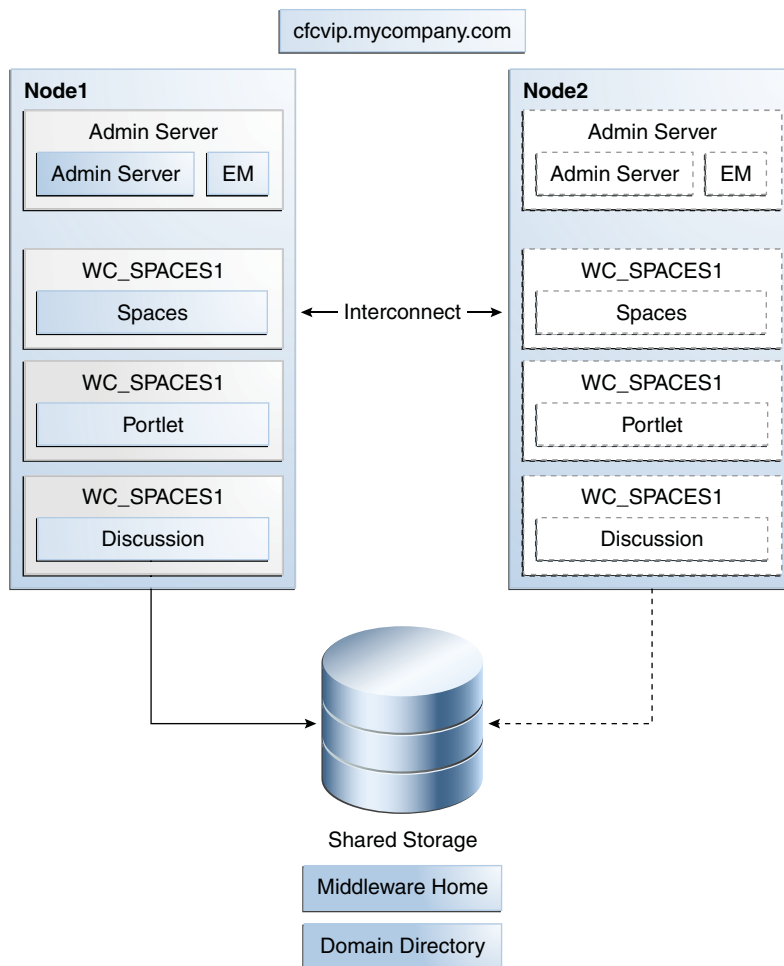 cfcvip.mycompany.com
Node1
Admin Server
Admin Server
EM
WC_SPACES1
Spaces
WC_SPACES1
Portlet
WC_SPACES1
Discussion
Interconnect
Node2
Admin Server
Admin Server
EM
WC_SPACES1
Spaces
WC_SPACES1
Portlet
WC_SPACES1
Discussion
Shared Storage
Middleware Home
Domain Directory